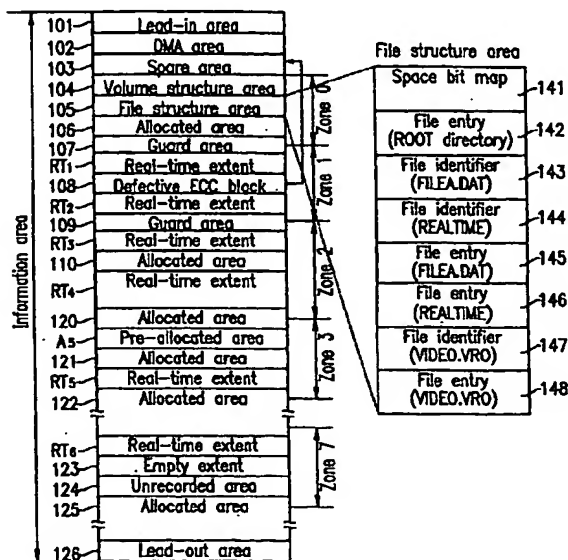 Information area
101 Lead-in area
102 DMA area
103 Spare area
104 Volume structure area
105 File structure area
106 Allocated area
107 Guard area
RT1 Real-time extent
108 Defective ECC block
RT2 Real-time extent
109 Guard area
RT3 Real-time extent
110 Allocated area
RT4 Real-time extent
120 Allocated area
A5 Pre-allocated area
121 Allocated area
RT5 Real-time extent
122 Allocated area
RT6 Real-time extent
123 Empty extent
124 Unrecorded area
125 Allocated area
126 Lead-out area
Zone 0
Zone 1
Zone 2
Zone 3
Zone 7
File structure area
Space bit map 141
File entry
(ROOT directory) 142
File identifier
(FILEA.DAT) 143
File identifier
(REALTIME) 144
File entry
(FILEA.DAT) 145
File entry
(REALTIME) 146
File identifier
(VIDEO.VRO) 147
File entry
(VIDEO.VRO) 148